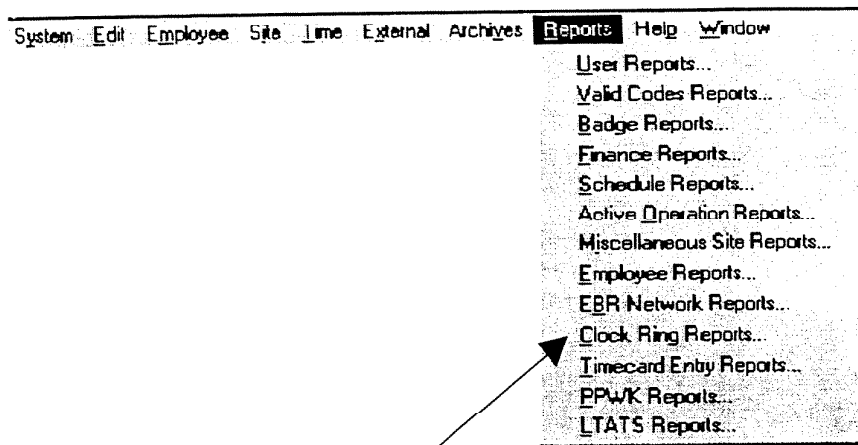 System Edit Employee Site Time External Archives Reports Help Window
User Reports...
Valid Codes Reports...
Badge Reports...
Finance Reports...
Schedule Reports...
Active Operation Reports...
Miscellaneous Site Reports...
Employee Reports...
EBR Network Reports...
Clock Ring Reports...
Timecard Entry Reports...
PPWK Reports...
LTATS Reports...